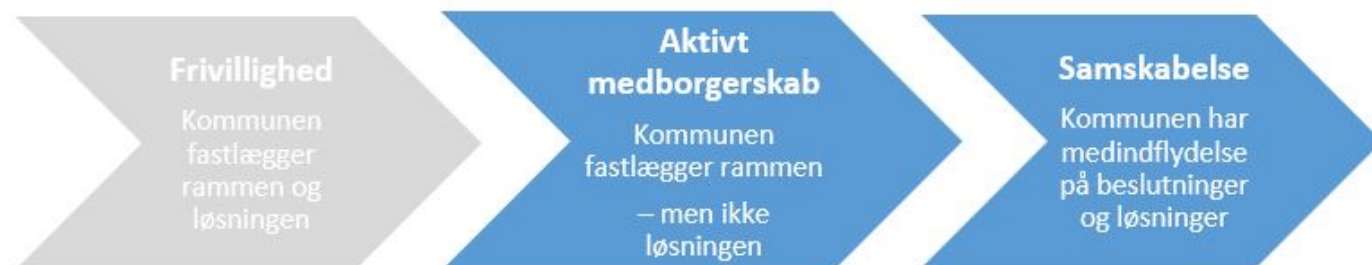 Frivillighed
Kommunen
fastlægger
rammen og
løsningen
Aktivt
medborgerskab
Kommunen
fastlægger rammen
– men ikke
løsningen
Samskabelse
Kommunen har
medindflydelse
på beslutninger
og løsninger